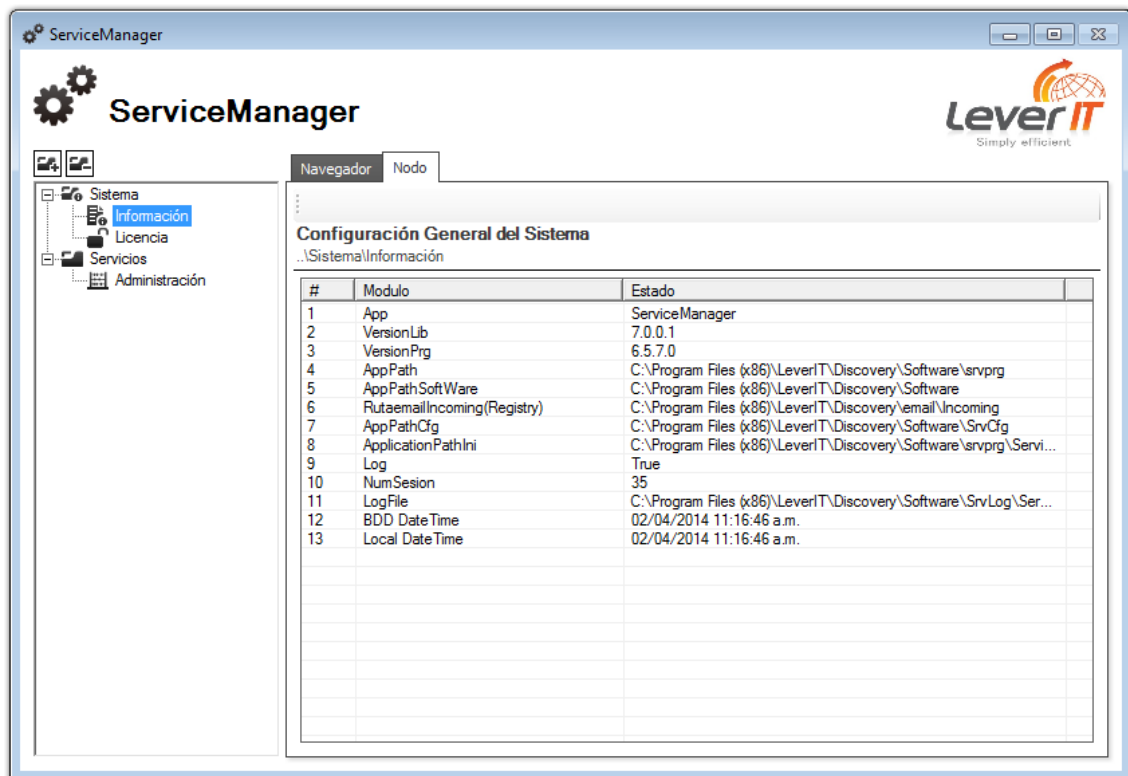 ServiceManager
ServiceManager
Lever IT
Simply efficient
Navegador Nodo
Sistema
Información
Licencia
Servicios
Administración
Configuración General del Sistema
..\Sistema\Información
# Modulo Estado
1 App ServiceManager
2 VersionLib 7.0.0.1
3 VersionPrg 6.5.7.0
4 AppPath C:\Program Files (x86)\LeverIT\Discovery\Software\srvprg
5 AppPathSoftWare C:\Program Files (x86)\LeverIT\Discovery\Software
6 RutaemailIncoming(Registry) C:\Program Files (x86)\LeverIT\Discovery\email\Incoming
7 AppPathCfg C:\Program Files (x86)\LeverIT\Discovery\Software\SrvCfg
8 ApplicationPathIni C:\Program Files (x86)\LeverIT\Discovery\Software\srvprg\Servi...
9 Log True
10 NumSesion 35
11 LogFile C:\Program Files (x86)\LeverIT\Discovery\Software\SrvLog\Ser...
12 BDD DateTime 02/04/2014 11:16:46 a.m.
13 Local DateTime 02/04/2014 11:16:46 a.m.